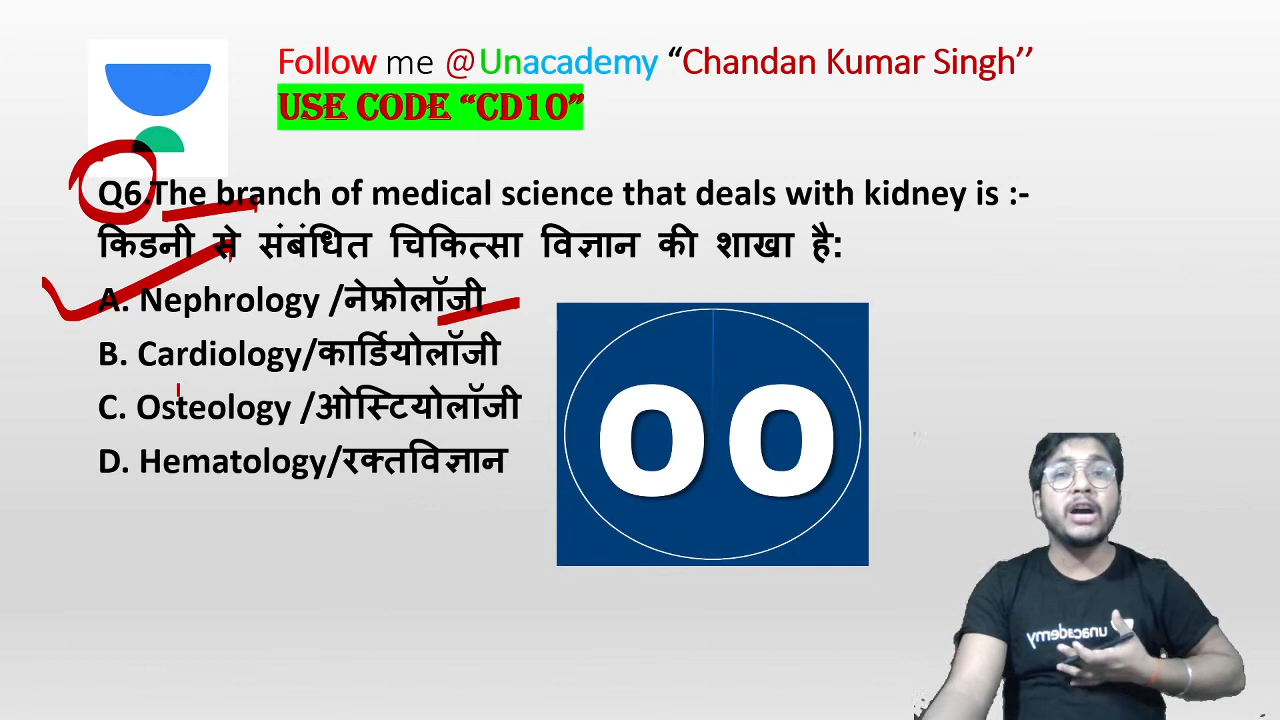 Follow me @Unacademy “Chandan Kumar Singh’’
USE CODE “CD10”
Q6.The branch of medical science that deals with kidney is :-
किडनी से संबंधित चिकित्सा विज्ञान की शाखा है:
A. Nephrology /नेफ्रोलॉजी
B. Cardiology/कार्डियोलॉजी
C. Osteology /ओस्टियोलॉजी
D. Hematology/रक्तविज्ञान
00
unacademy